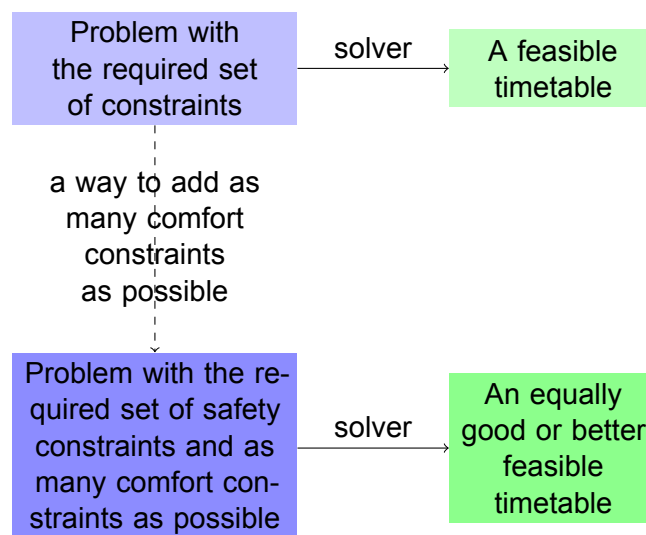 Problem with
the required set
of constraints
solver
A feasible
timetable
a way to add as
many comfort
constraints
as possible
Problem with the re-
quired set of safety
constraints and as
many comfort con-
straints as possible
solver
An equally
good or better
feasible
timetable